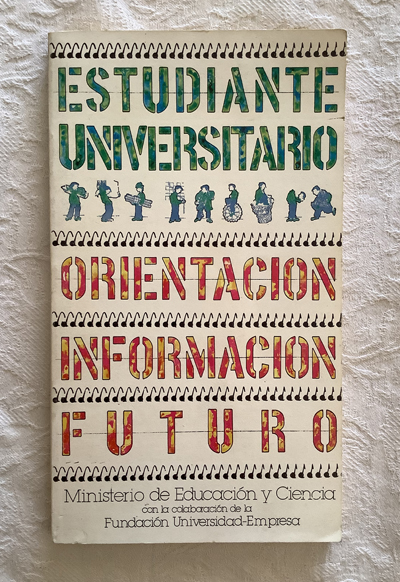 ESTUDIANTE
UNIVERSITARIO
ORIENTACION
INFORMACION
FUTURO
Ministerio de Educación y Ciencia
con la colaboración de la
Fundación Universidad-Empresa